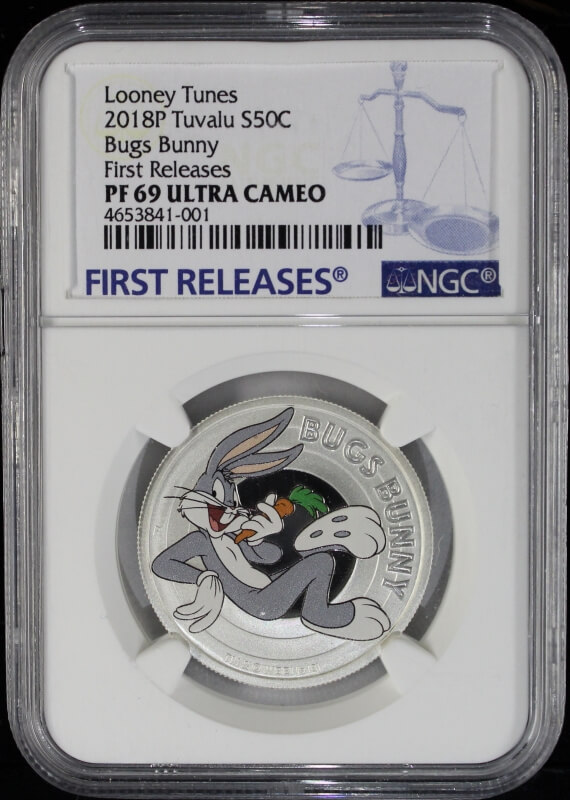 Looney Tunes
2018P Tuvalu S50C
Bugs Bunny
First Releases
PF 69 ULTRA CAMEO
4653841-001
FIRST RELEASES®
NGC®
BUGS BUNNY